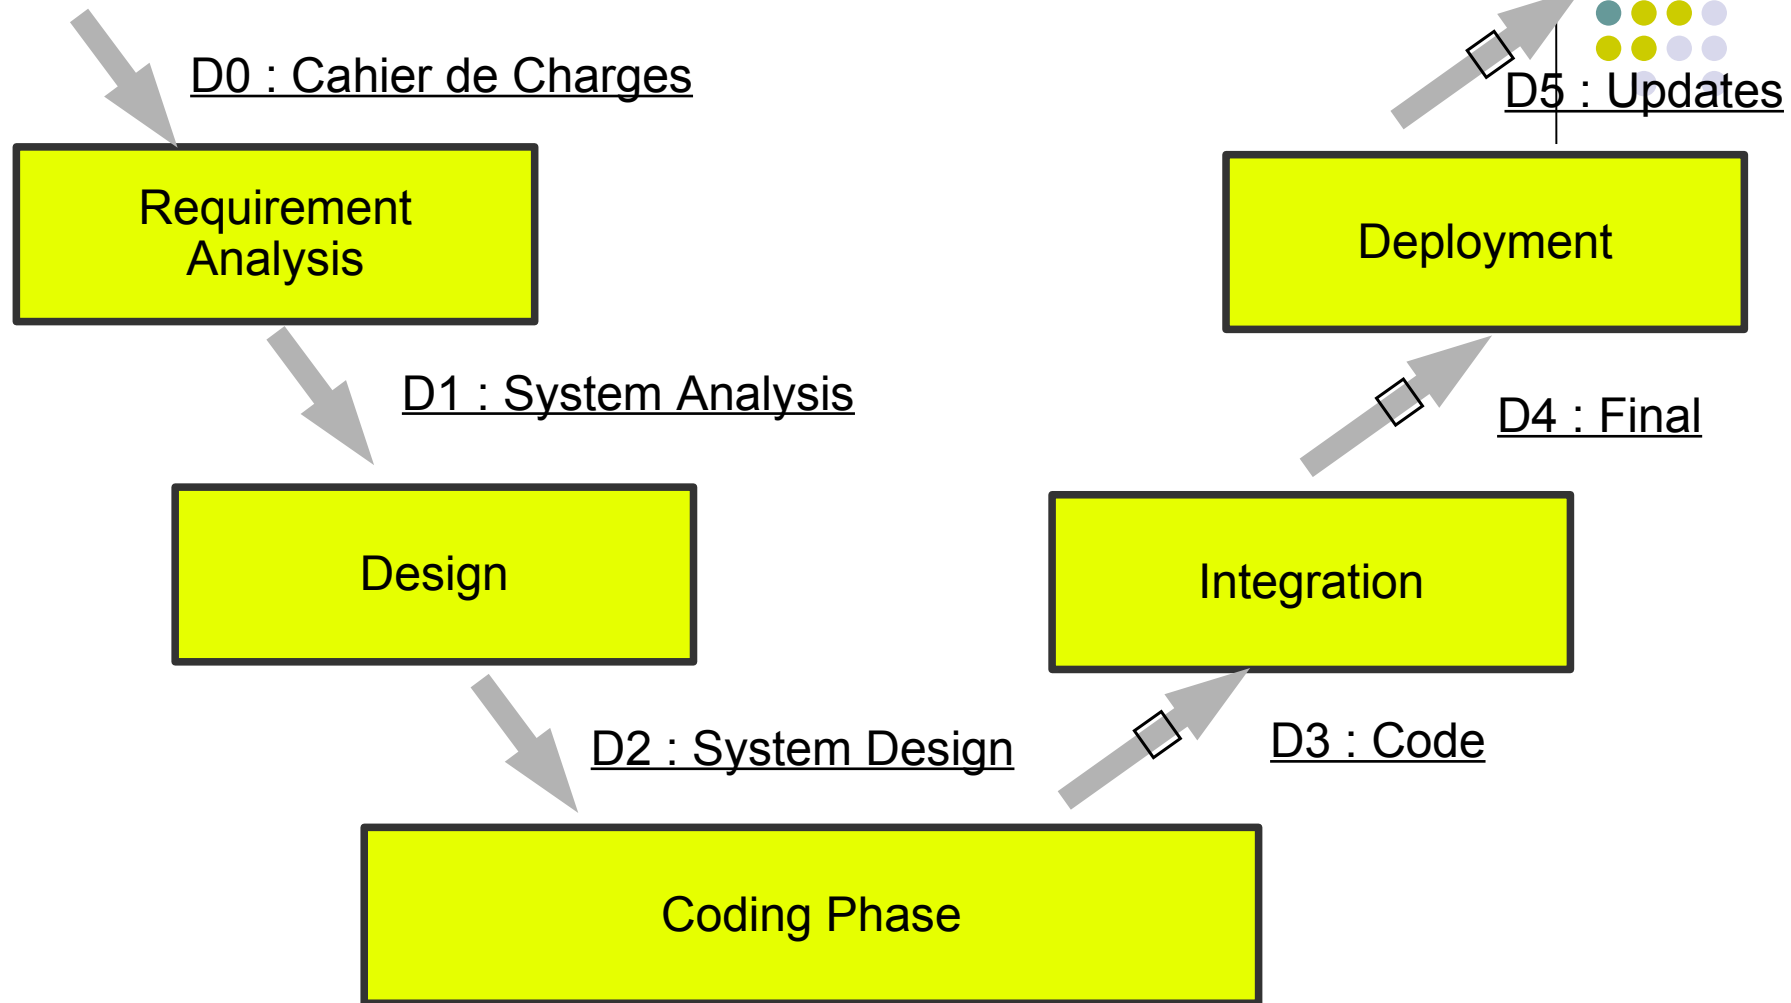 D0 : Cahier de Charges
D5 : Updates
Requirement
Analysis
Deployment
D1 : System Analysis
D4 : Final
Design
Integration
D2 : System Design
D3 : Code
Coding Phase